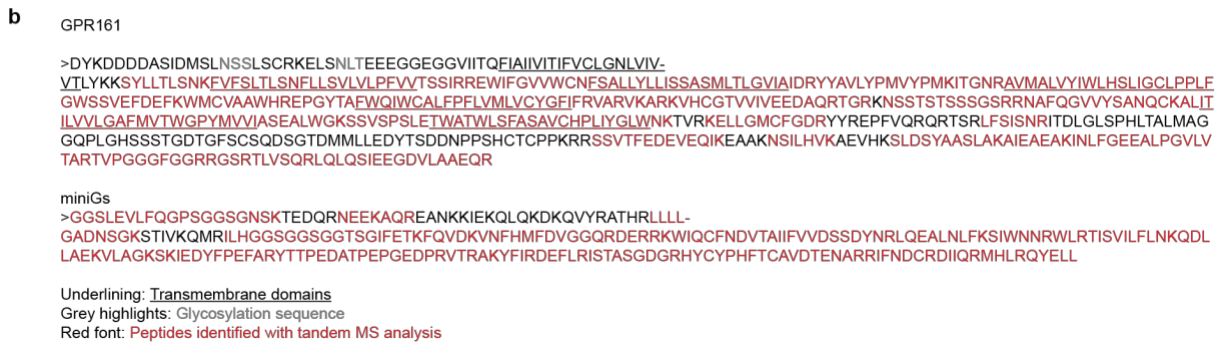 b
GPR161
>DYKDDDDASIDMSLNSSLSCRKELSNLTEEEGGEGGVIITQFIAIIVITIFVCLGNLVIV-
VTLYKKSYLLTLSNKFVFSLTLSNFLLSVLVLPFVVTSSIRREWIFGVVWCNFSALLYLLISSASMLTLGVIAIDRYYAVLYPMVYPMKITGNRAVMALVYIWLHSLIGCLPPLF
GWSSVEFDEFKWMCVAAWHREPGYTAFWQIWCALFPFLVMLVCYGFIFRVARVKARKVHCGTVVIVEEDAQRTGRKNSSTSTSSSGSRRNAFQGVVYSANQCKALIT
ILVVLGAFMVTWGPYMVVIASEALWGKSSVSPSLETWATWLSFASAVCHPLIYGLWNKTVRKELLGMCFGDRYYREPFVQRQRTSRLFSISNRITDLGLSPHLTALMAG
GQPLGHSSSTGDTGFSCSQDSGTDMMLLEDYTSDDNPPSHCTCPPKRRSSVTFEDEVEQIKEAAKNSILHVKAEVHKSLDSYAASLAKAIEAEAKINLFGEEALPGVLV
TARTVPGGGFGGRRGSRTLVSQRLQLQSIEEGDVLAAEQR
miniGs
>GGSLEVLFQGPSGGSGNSKTEDQRNEEKAQREANKKIEKQLQKDKQVYRATHRLLLL-
GADNSGKSTIVKQMRILHGGSGGSGGTSGIFETKFQVDKVNFHMFDVGGQRDERRKWIQCFNDVTAIIFVVDSSDYNRLQEALNLFKSIWNNRWLRTISVILFLNKQDL
LAEKVLAGKSKIEDYFPEFARYTTPEDATPEPGEDPRVTRAKYFIRDEFLRISTASGDGRHYCYPHFTCAVDTENARRIFNDCRDIIQRMHLRQYELL
Underlining: Transmembrane domains
Grey highlights: Glycosylation sequence
Red font: Peptides identified with tandem MS analysis